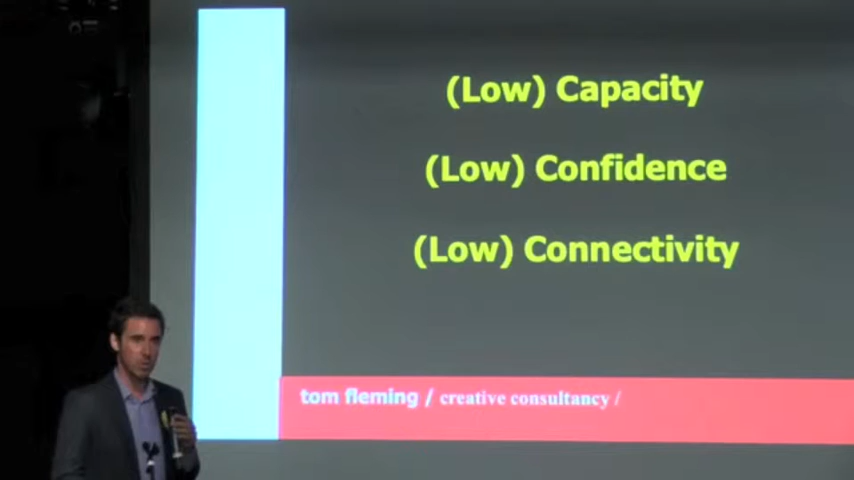 (Low) Capacity
(Low) Confidence
(Low) Connectivity
tom fleming / creative consultancy /